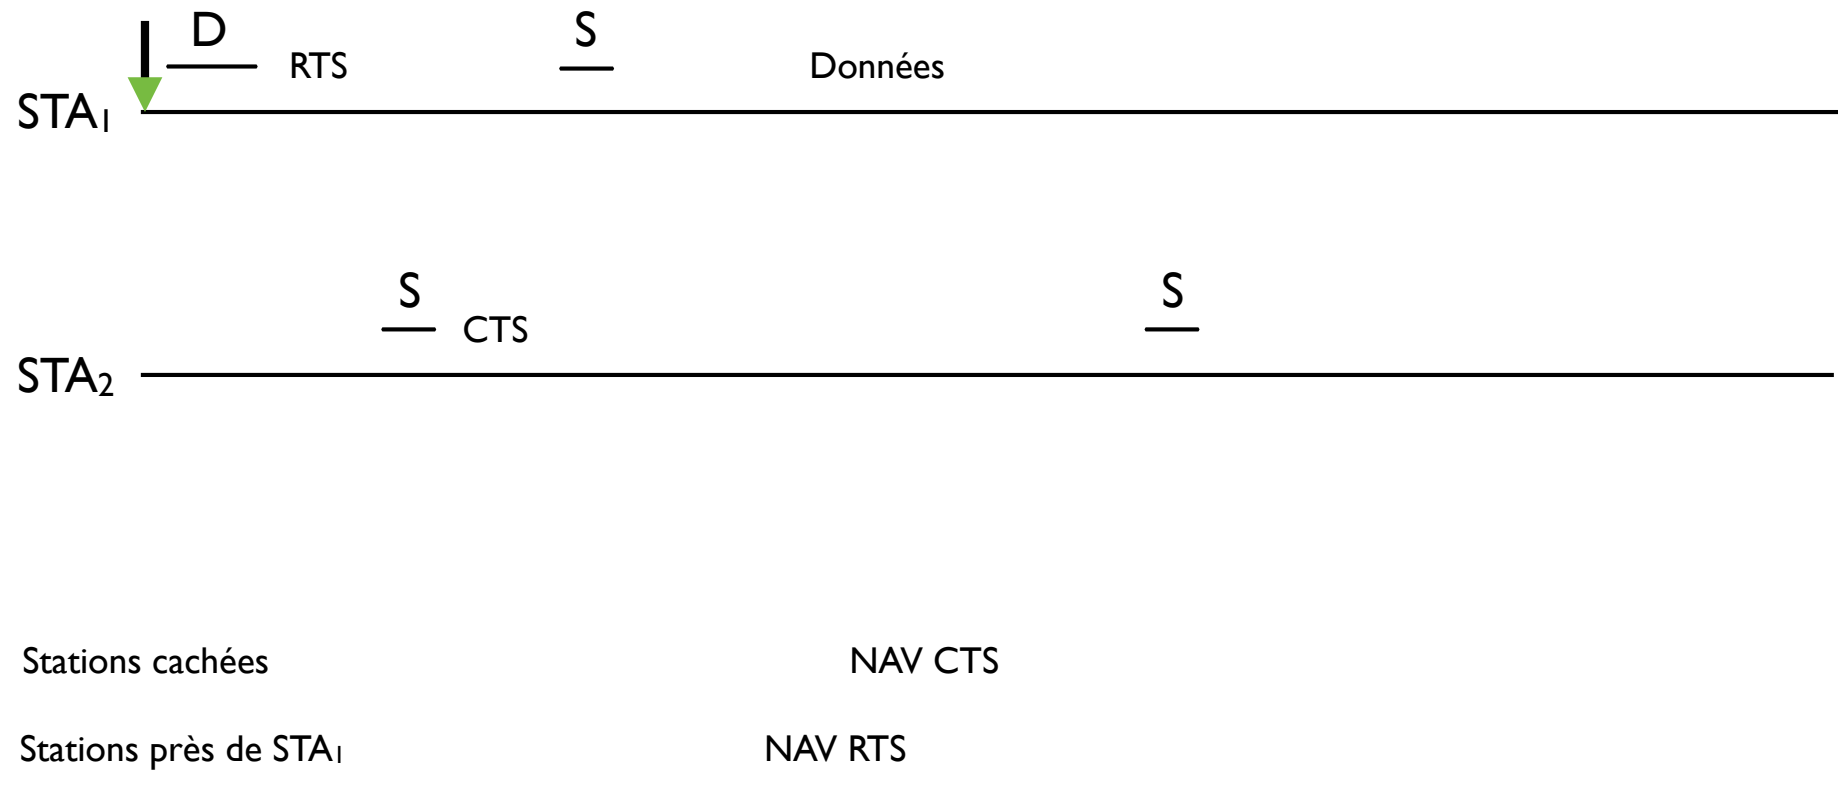 D
S
RTS
Données
STA₁
S
S
CTS
STA₂
Stations cachées
NAV CTS
Stations près de STA₁
NAV RTS